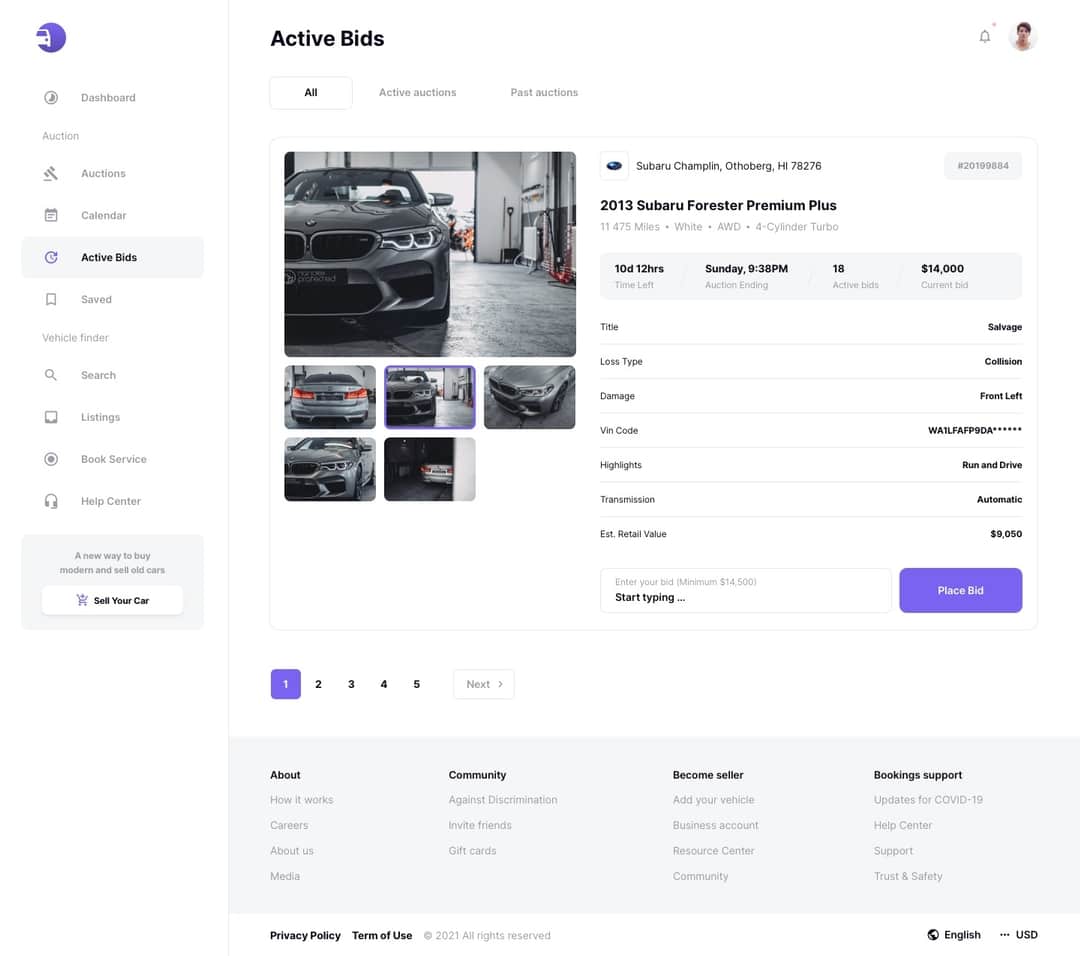 Active Bids
Dashboard
Auction
Auctions
Calendar
Active Bids
Saved
Vehicle finder
Search
Listings
Book Service
Help Center
A new way to buy
modern and sell old cars
Sell Your Car
All
Active auctions
Past auctions
Subaru Champlin, Othoberg, HI 78276
#20199884
2013 Subaru Forester Premium Plus
11 475 Miles • White • AWD • 4-Cylinder Turbo
10d 12hrs
Time Left
Sunday, 9:38PM
Auction Ending
18
Active bids
$14,000
Current bid
Title Salvage
Loss Type Collision
Damage Front Left
Vin Code WA1LFAFP9DA******
Highlights Run and Drive
Transmission Automatic
Est. Retail Value $9,050
Enter your bid (Minimum $14,500)
Start typing ...
Place Bid
1 2 3 4 5 Next >
About
How it works
Careers
About us
Media
Community
Against Discrimination
Invite friends
Gift cards
Become seller
Add your vehicle
Business account
Resource Center
Community
Bookings support
Updates for COVID-19
Help Center
Support
Trust & Safety
Privacy Policy Term of Use © 2021 All rights reserved
English ··· USD